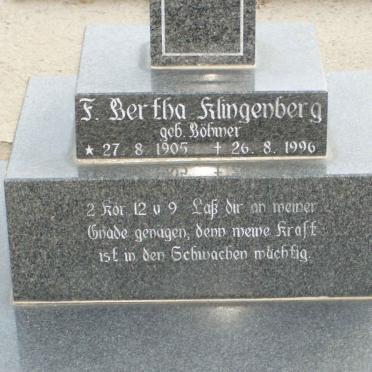 F. Bertha Klingenberg
geb. Böhmer
* 27. 8. 1905 † 26. 8. 1996
2 Kor 12 v 9 Laß dir an meiner
Gnade genügen, denn meine Kraft
ist in den Schwachen mächtig.